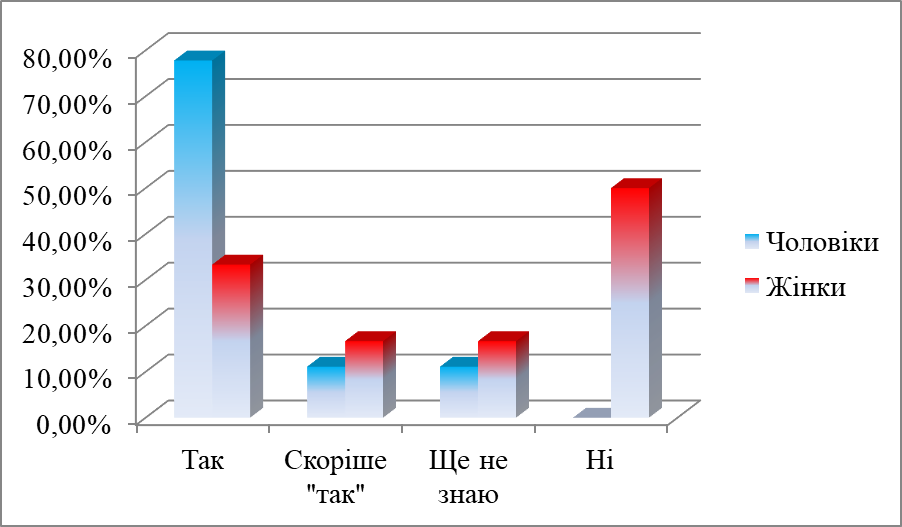 80,00%
70,00%
60,00%
50,00%
40,00%
30,00%
20,00%
10,00%
0,00%
Так
Скоріше
"так"
Ще не
знаю
Ні
Чоловіки
Жінки